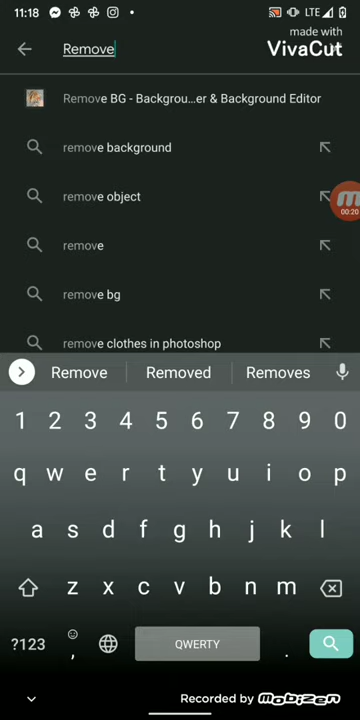 11:18
LTE
made with
VivaCut
Remove
Remove BG - Backgrou...er & Background Editor
remove background
remove object
00:20
remove
remove bg
remove clothes in photoshop
Remove
Removed
Removes
1 2 3 4 5 6 7 8 9 0
q w e r t y u i o p
a s d f g h j k l
z x c v b n m
?123 , QWERTY .
Recorded by mobizen